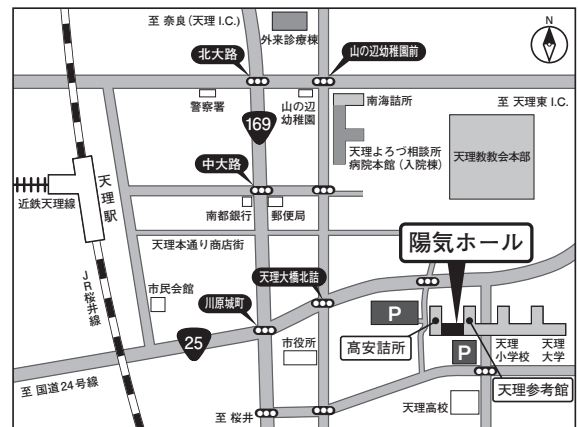 至 奈良(天理 I.C.)
外来診療棟
N
北大路
山の辺幼稚園前
警察署
山の辺
幼稚園
南海詰所
至 天理東 I.C.
169
天理よろづ相談所
病院本館(入院棟)
天理教教会本部
中大路
近鉄天理線
天理駅
南都銀行
郵便局
天理本通り商店街
陽気ホール
JR桜井線
市民会館
天理大橋北詰
川原城町
P
25
市役所
髙安詰所
P
天理
小学校
天理
大学
至 国道24号線
天理参考館
天理高校
至 桜井